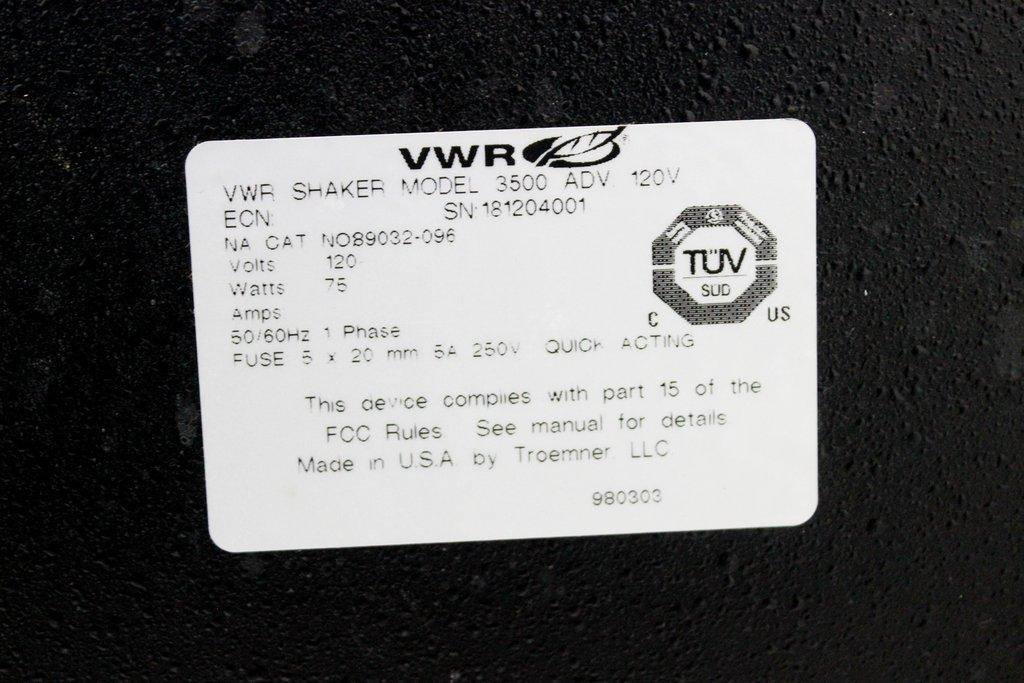 VWR
VWR SHAKER MODEL 3500 ADV. 120V
ECN: SN:181204001
NA CAT NO89032-096
Volts 120
Watts 75
Amps
50/60Hz 1 Phase
FUSE 5 x 20 mm 5A 250V QUICK ACTING
TÜV
SÜD
C US
This device complies with part 15 of the
FCC Rules. See manual for details.
Made in U.S.A. by Troemner, LLC.
980303